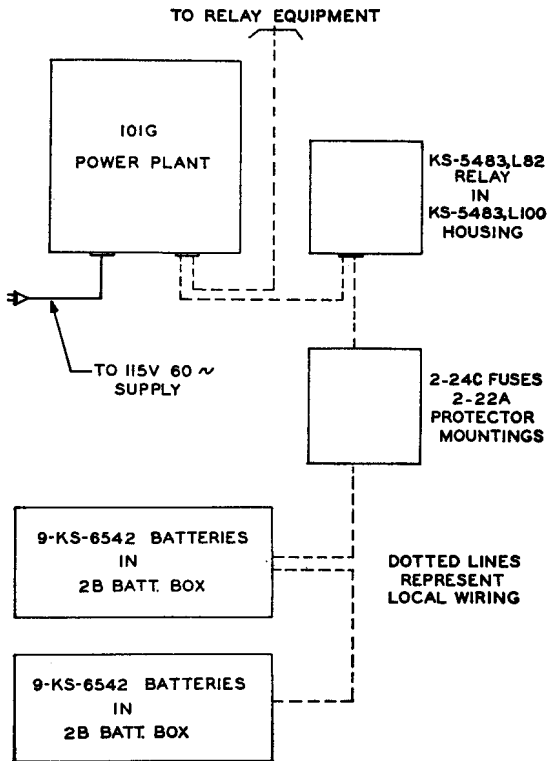 TO RELAY EQUIPMENT
101G
POWER PLANT
KS-5483,L82
RELAY
IN
KS-5483,L100
HOUSING
TO 115V 60 ~
SUPPLY
2-24C FUSES
2-22A
PROTECTOR
MOUNTINGS
9-KS-6542 BATTERIES
IN
2B BATT. BOX
DOTTED LINES
REPRESENT
LOCAL WIRING
9-KS-6542 BATTERIES
IN
2B BATT. BOX